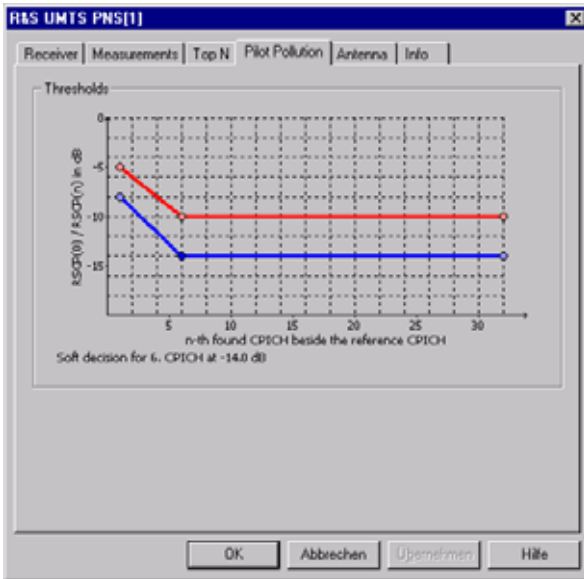 R&S UMTS PNS[1]
Receiver Measurements Top N Pilot Pollution Antenna Info
Thresholds
0
-5
-10
-15
RSCP(0) / RSCP(n) in dB
5 10 15 20 25 30
n-th found CPICH beside the reference CPICH
Soft decision for 6. CPICH at -14.0 dB
OK Abbrechen Übernehmen Hilfe